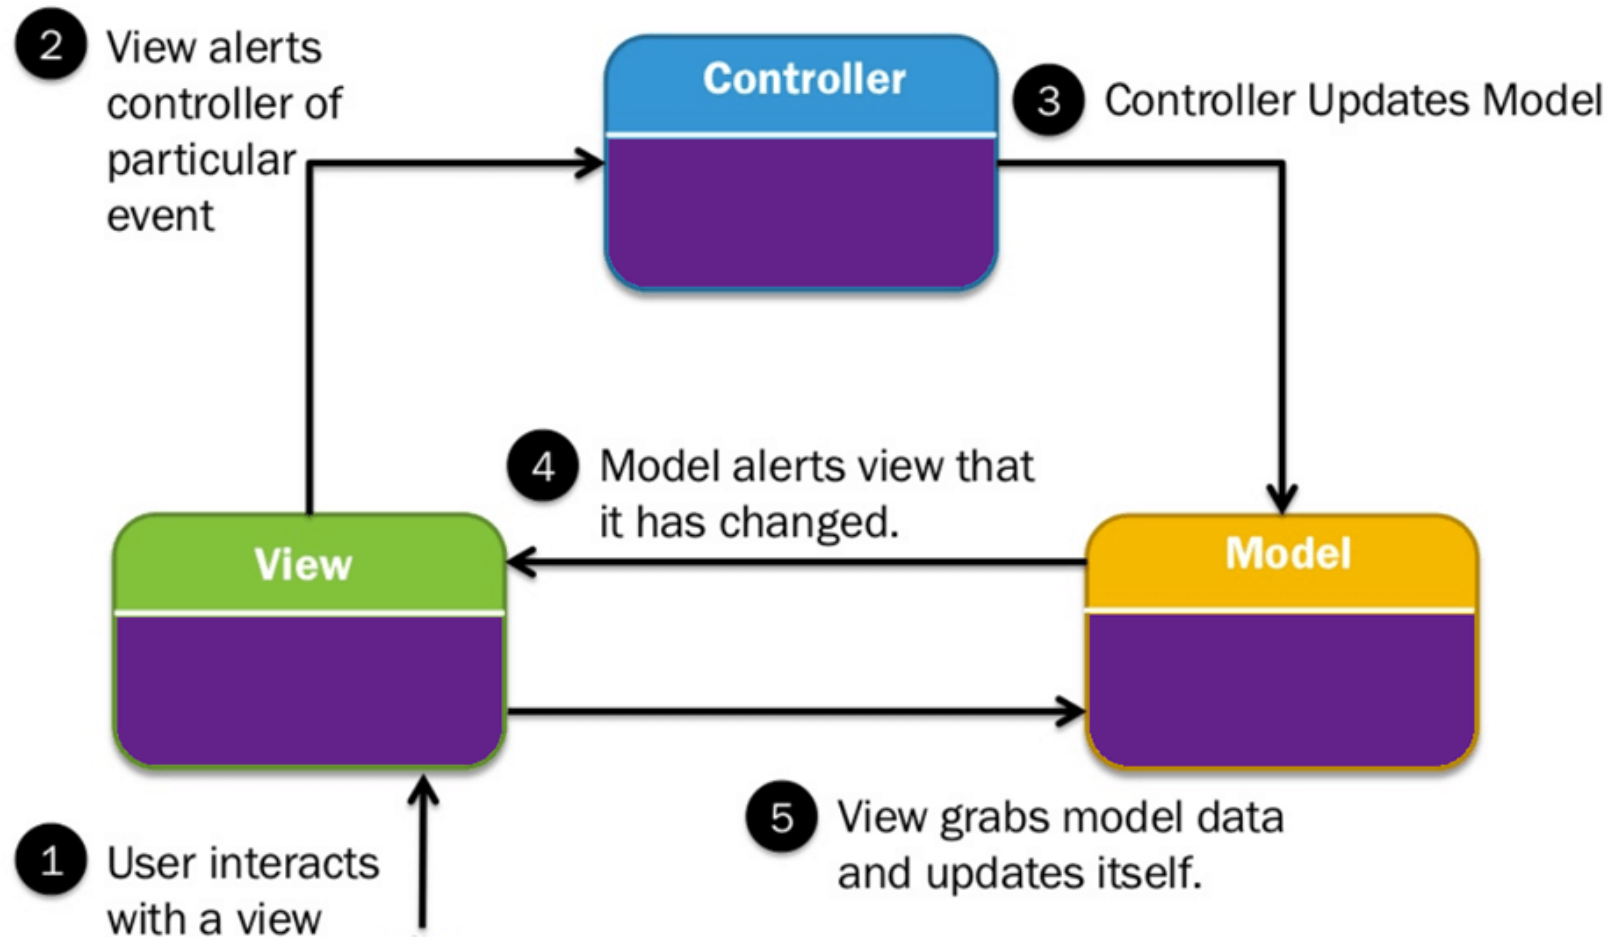 2
View alerts
controller of
particular
event
Controller
3
Controller Updates Model
4
Model alerts view that
it has changed.
View
Model
5
View grabs model data
and updates itself.
1
User interacts
with a view